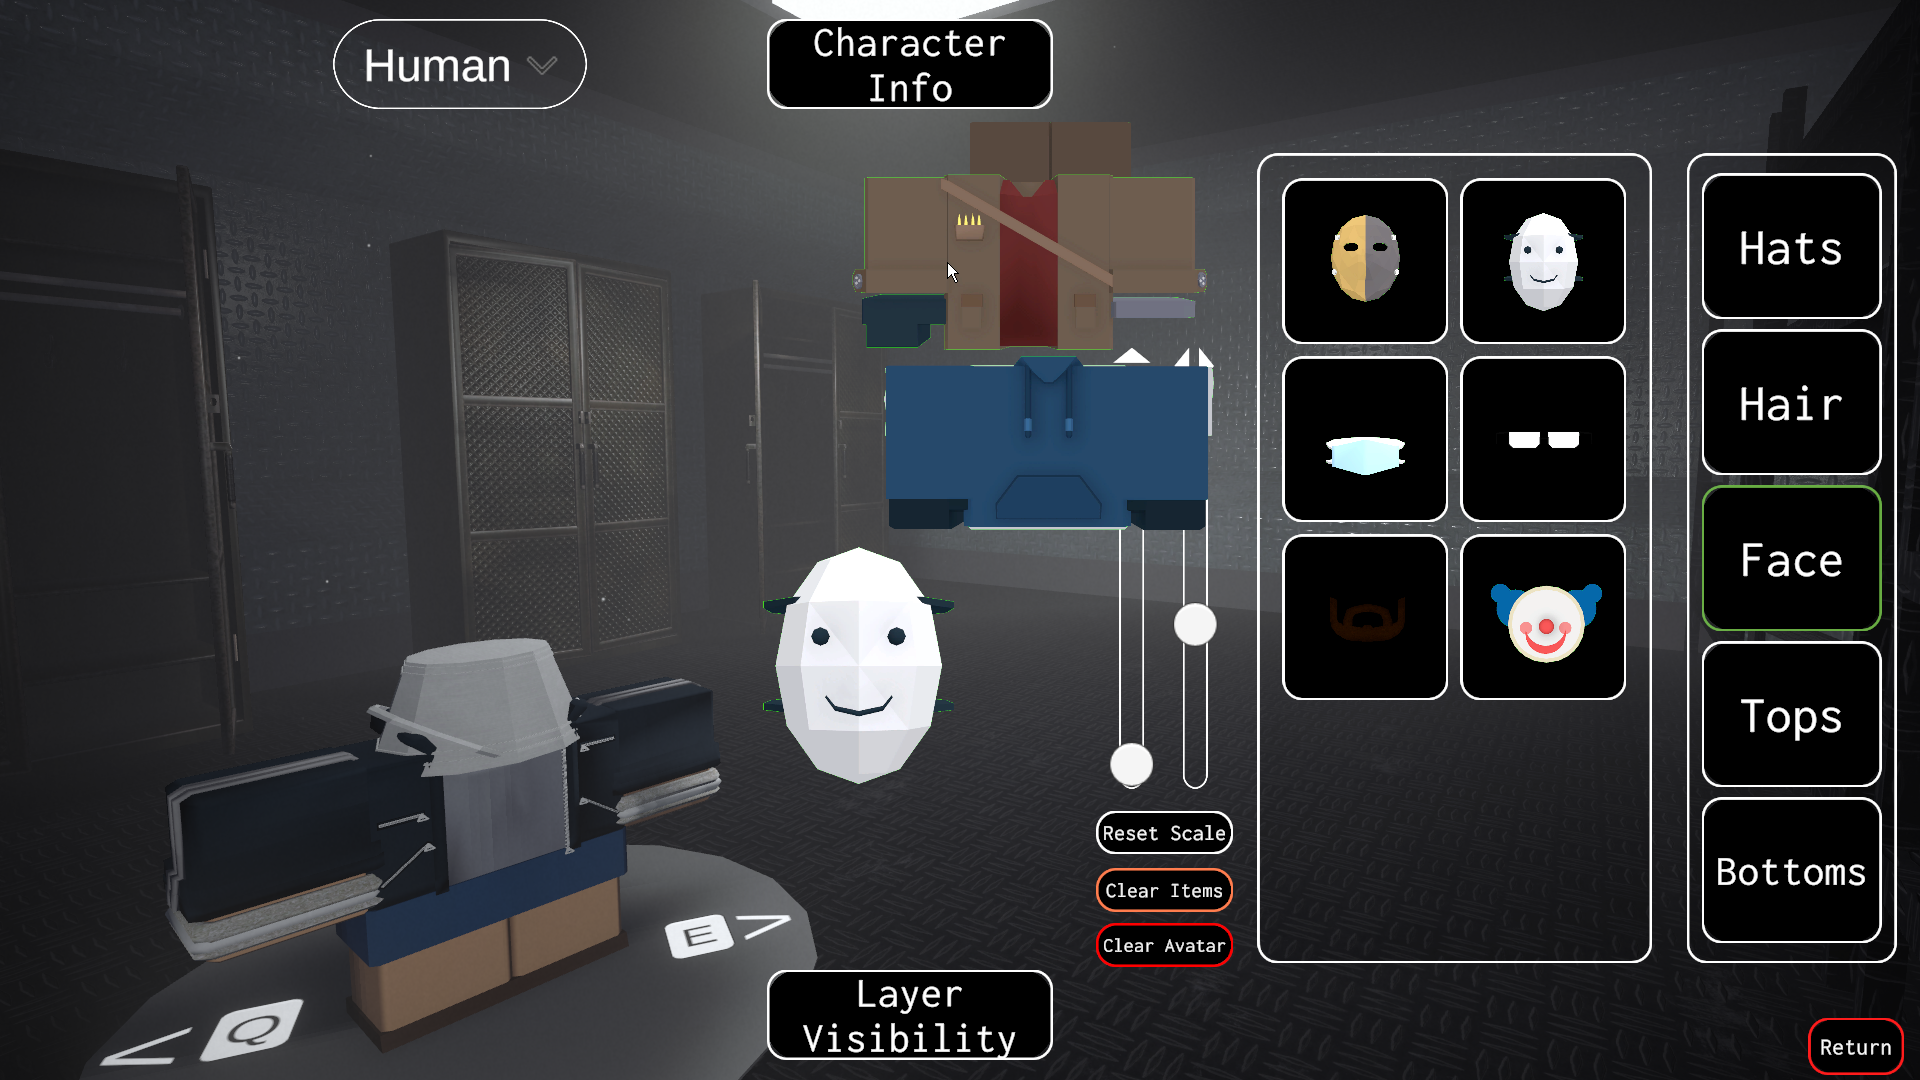 Human
Character
Info
Hats
Hair
Face
Tops
Bottoms
Reset Scale
Clear Items
Clear Avatar
E >
< Q
Layer
Visibility
Return